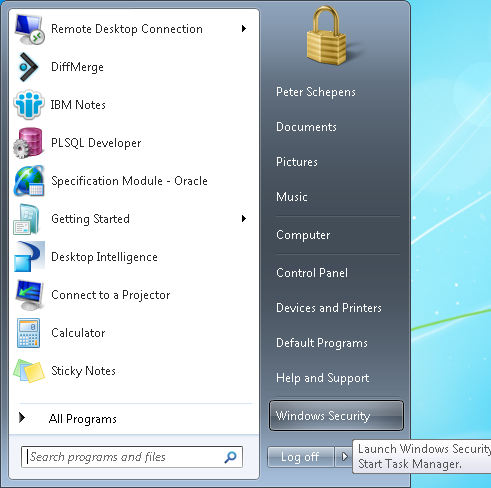 Remote Desktop Connection
DiffMerge
IBM Notes
PLSQL Developer
Specification Module - Oracle
Getting Started
Desktop Intelligence
Connect to a Projector
Calculator
Sticky Notes
All Programs
Search programs and files
Peter Schepens
Documents
Pictures
Music
Computer
Control Panel
Devices and Printers
Default Programs
Help and Support
Windows Security
Log off
Launch Windows Security
Start Task Manager.